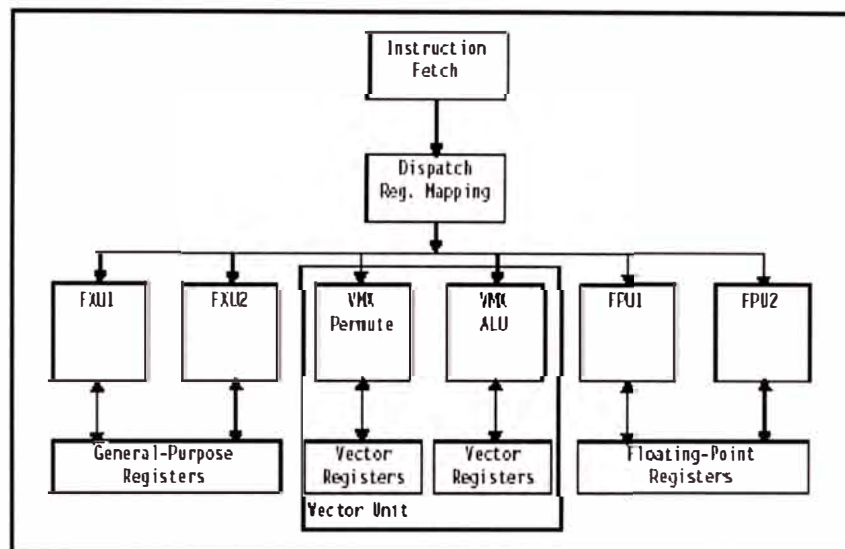 Instruction
Fetch
Dispatch
Reg. Mapping
FXU1
FXU2
VMX
Permute
VMX
ALU
FPU1
FPU2
General-Purpose
Registers
Vector
Registers
Vector
Registers
Floating-Point
Registers
Vector Unit